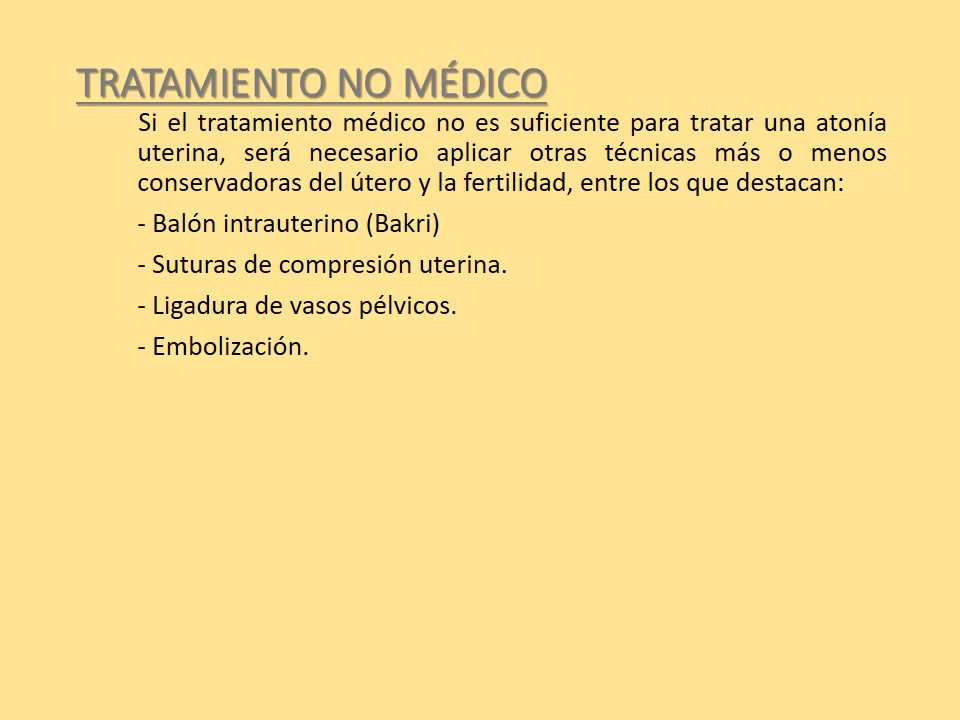 TRATAMIENTO NO MÉDICO
Si el tratamiento médico no es suficiente para tratar una atonía
uterina, será necesario aplicar otras técnicas más o menos
conservadoras del útero y la fertilidad, entre los que destacan:
- Balón intrauterino (Bakri)
- Suturas de compresión uterina.
- Ligadura de vasos pélvicos.
- Embolización.